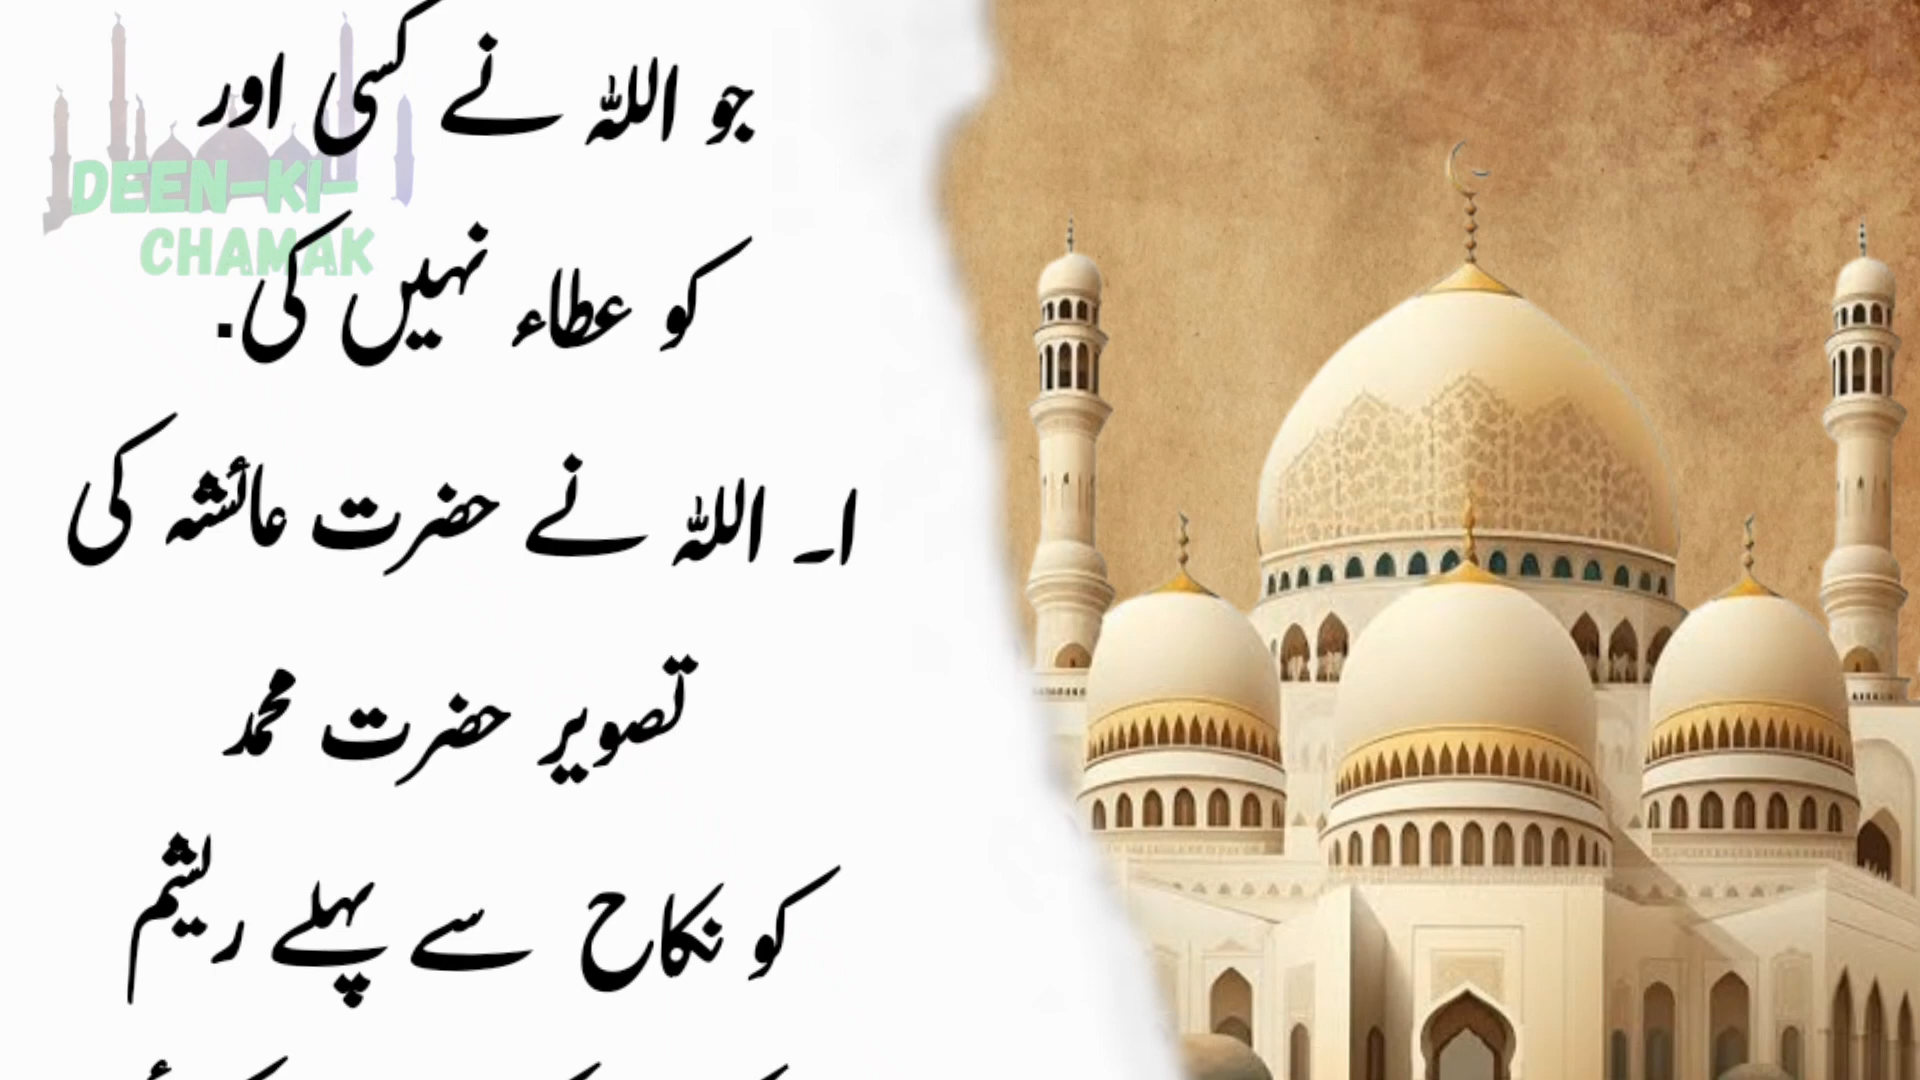 جو اللہ نے کسی اور
کو عطاء نہیں کی.
ا۔ اللہ نے حضرت عائشہ کی
تصویر حضرت محمد
کو نکاح سے پہلے ریشم
DEEN-KI-
CHAMAK